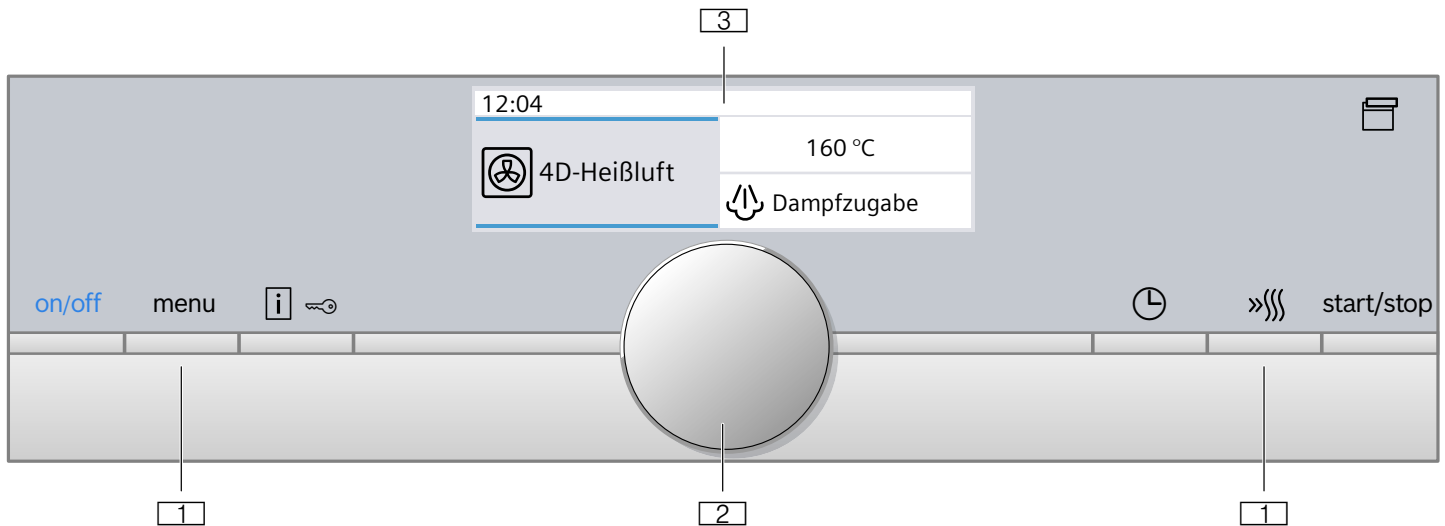 3
12:04
160 °C
4D-Heißluft
Dampfzugabe
on/off menu i start/stop
1 2 1